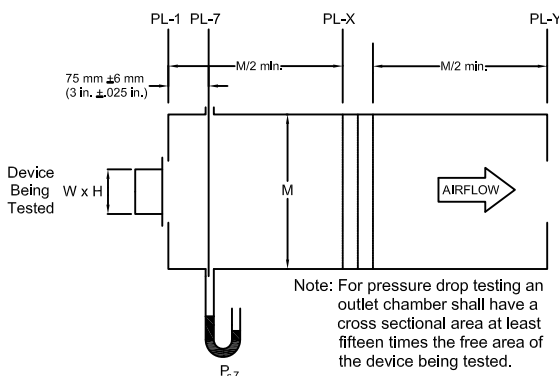 PL-1 PL-7 PL-X PL-Y
M/2 min. M/2 min.
75 mm ±6 mm
(3 in. ±.025 in.)
Device
Being W x H
Tested
M
AIRFLOW
Note: For pressure drop testing an
outlet chamber shall have a
cross sectional area at least
fifteen times the free area of
the device being tested.
Ps7